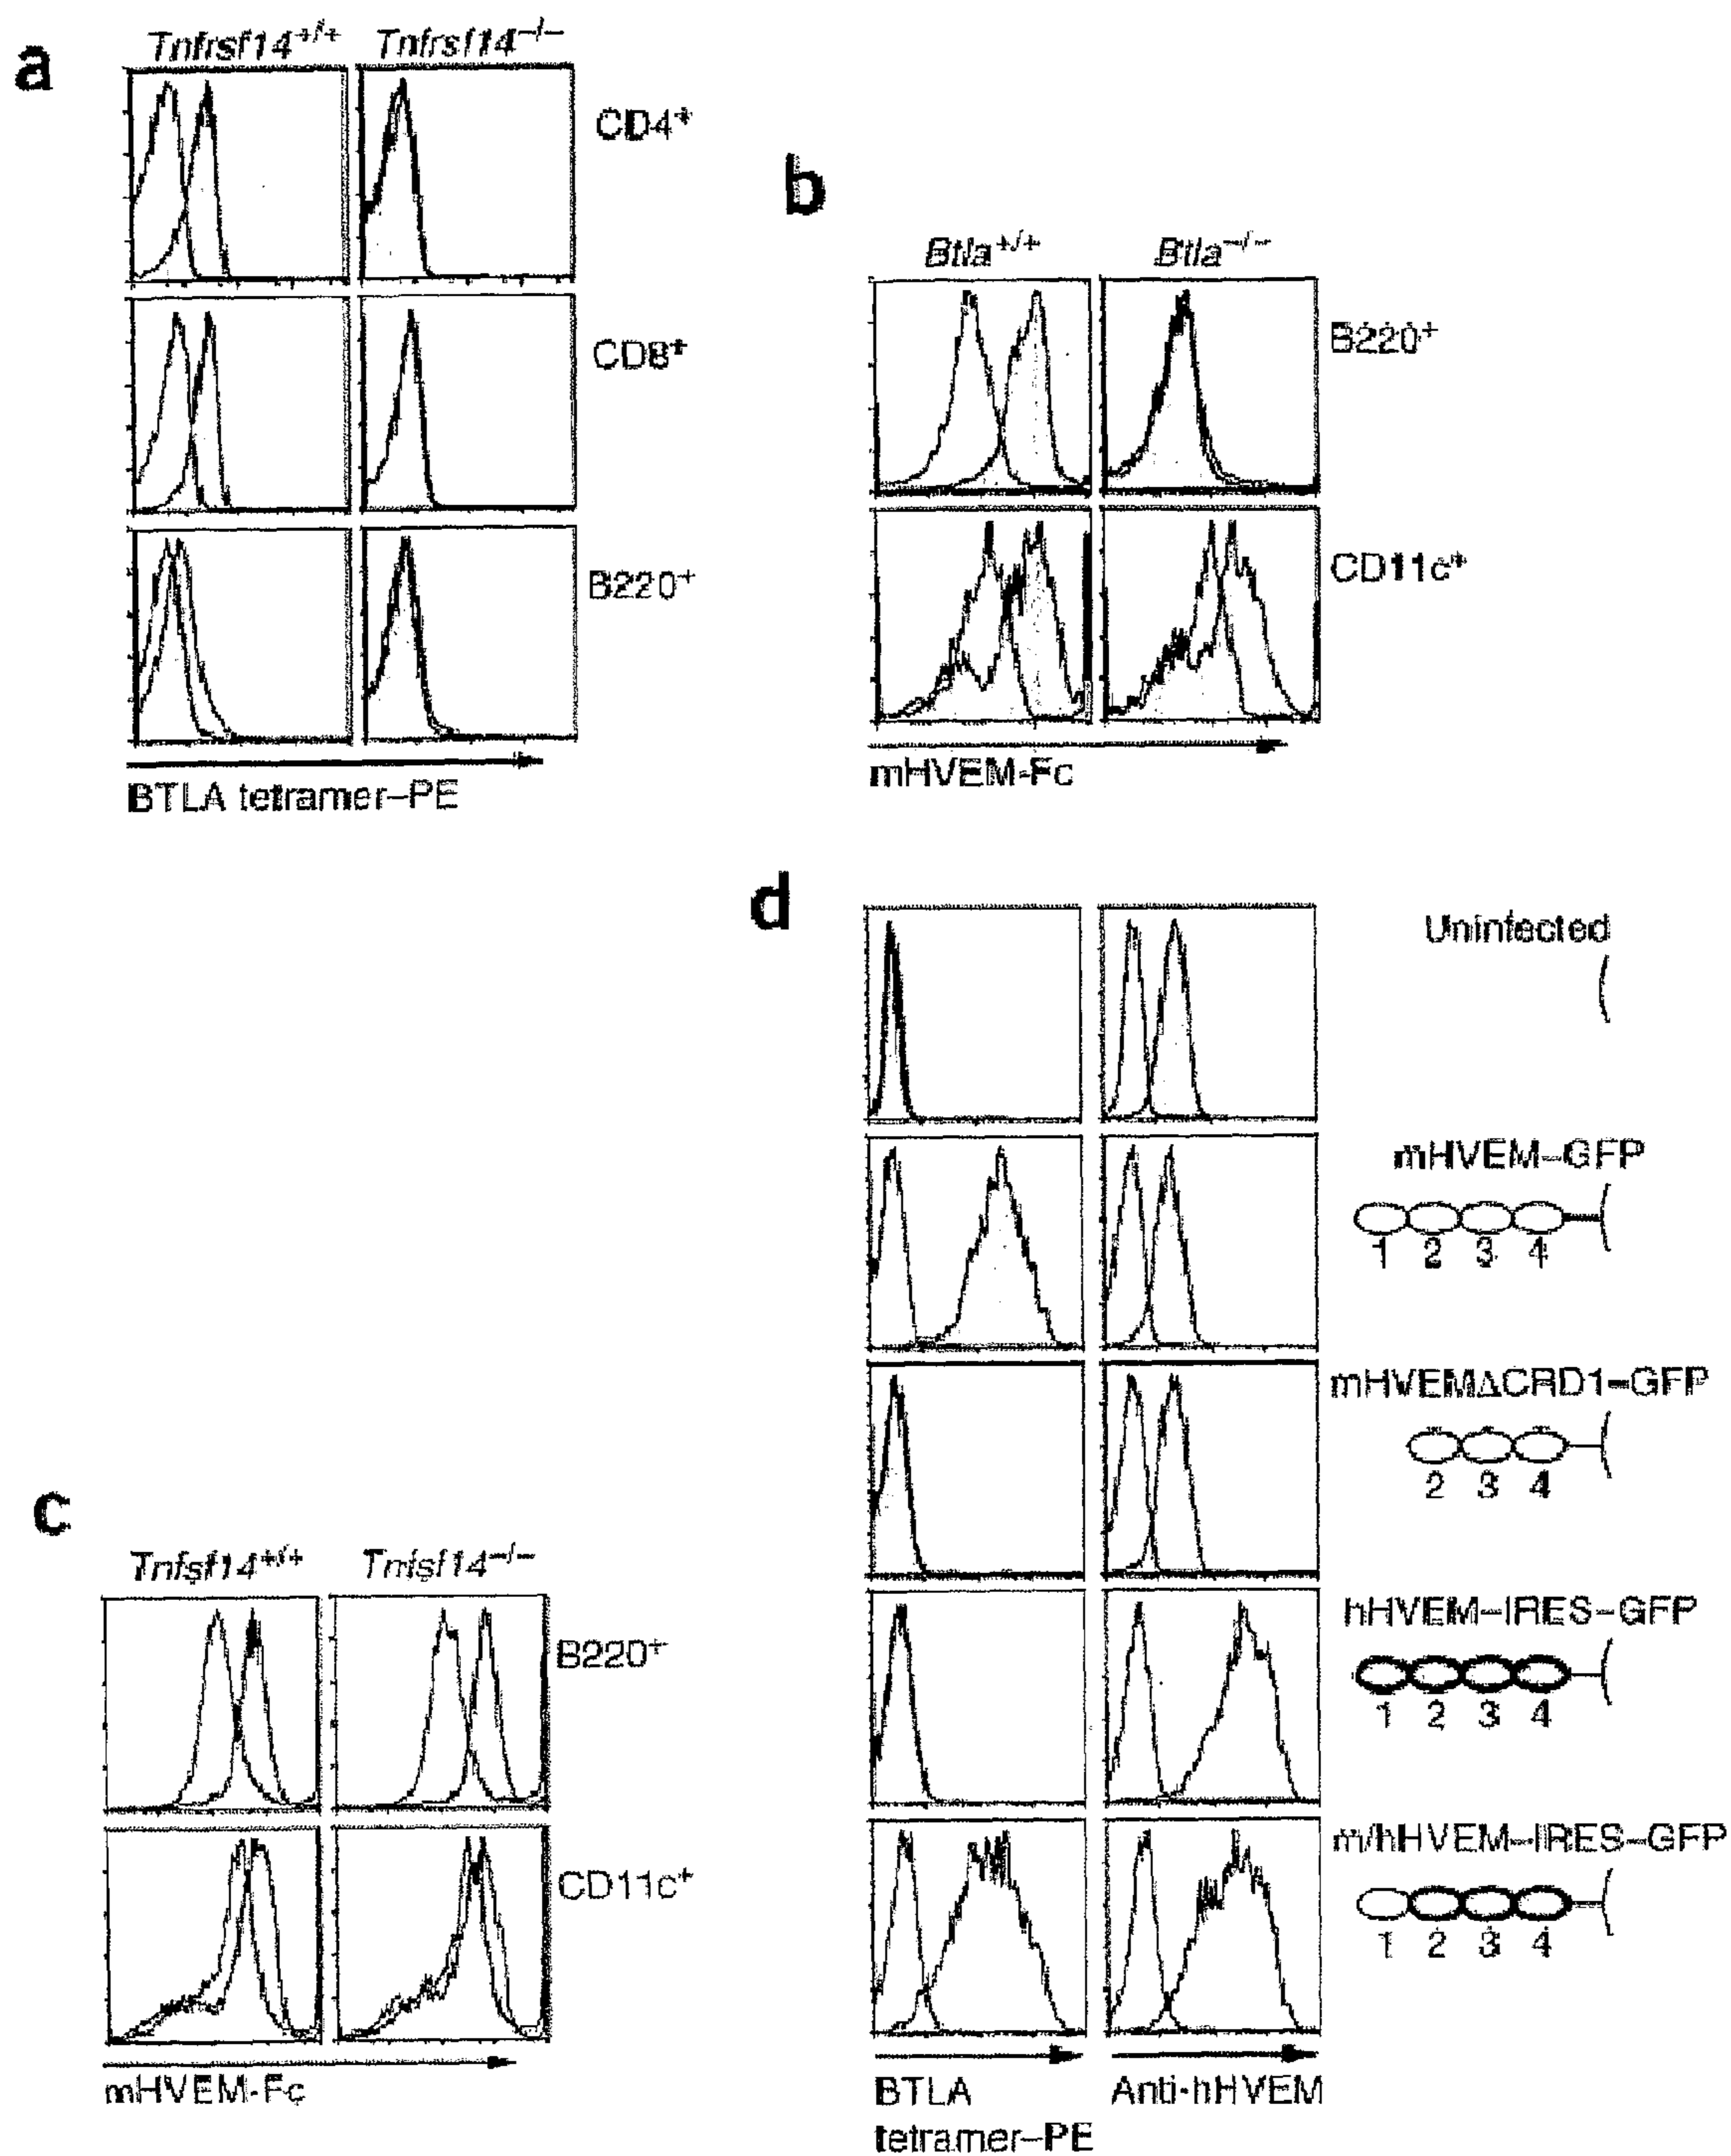 a
Tnfrsf14+/+ Tnfrsf14−/−
CD4+
CD8+
B220+
BTLA tetramer–PE
b
Btla+/+ Btla−/−
B220+
CD11c+
mHVEM-Fc
c
Tnfsf14+/+ Tnfsf14−/−
B220+
CD11c+
mHVEM-Fc
d
Uninfected
mHVEM–GFP
1 2 3 4
mHVEMΔCRD1–GFP
2 3 4
hHVEM–IRES–GFP
1 2 3 4
m/hHVEM–IRES–GFP
1 2 3 4
BTLA
tetramer–PE
Anti-hHVEM